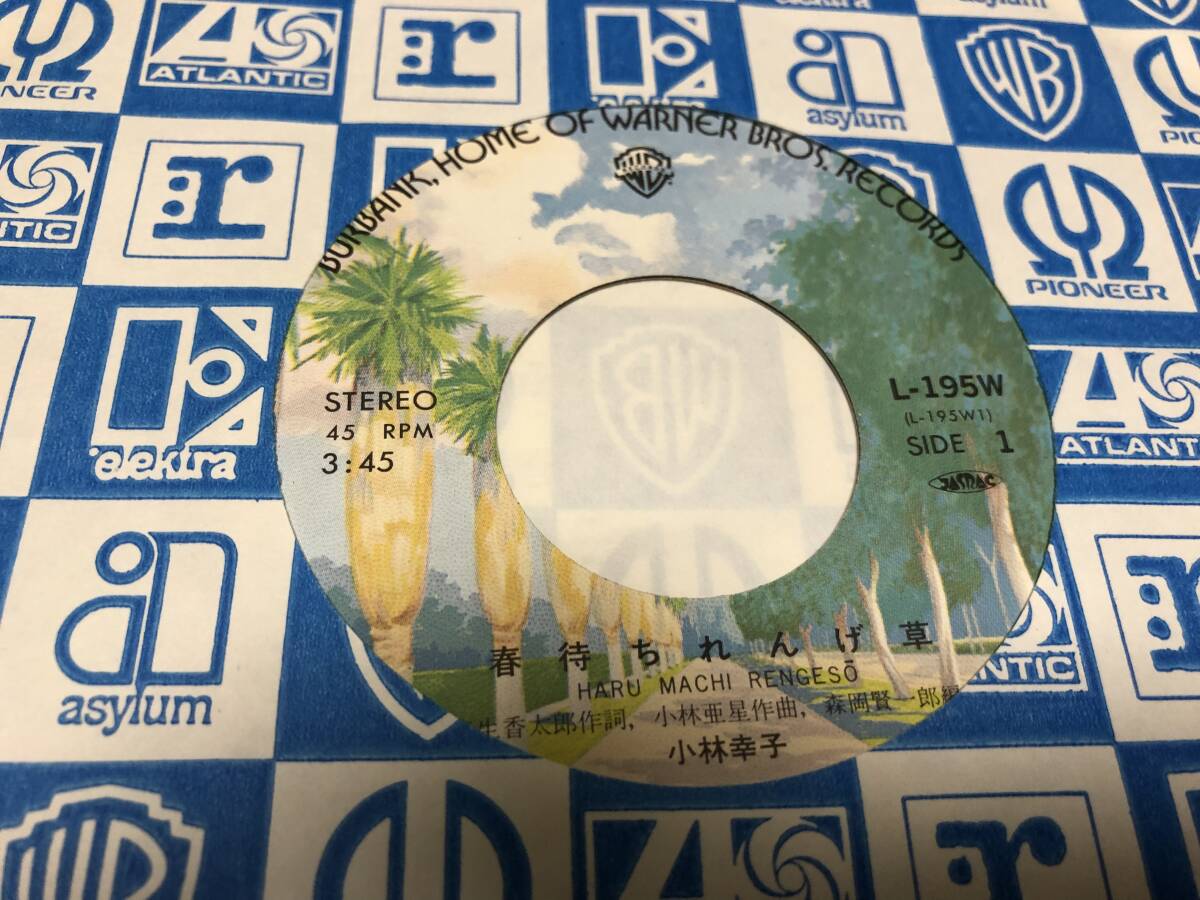 BURBANK, HOME OF WARNER BROS. RECORDS
STEREO
45 RPM
3:45
L-195W
(L-195W1)
SIDE 1
JASRAC
春待ちれんげ草
HARU MACHI RENGESŌ
生香太郎作詞, 小林亜星作曲, 森岡賢一郎編
小林幸子
elektra
PIONEER
ATLANTIC
asylum
PIONEER
ATLANTIC
PIONEER
elektra
ATLANTIC
asylum
ATLANTIC
asylum